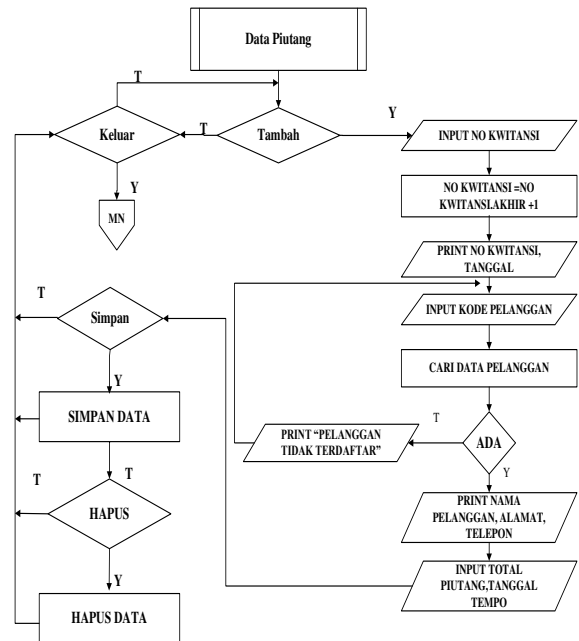 Data Piutang
T
Keluar
T
Tambah
Y
INPUT NO KWITANSI
Y
MN
NO KWITANSI =NO
KWITANSI.AKHIR +1
PRINT NO KWITANSI,
TANGGAL
T
Simpan
INPUT KODE PELANGGAN
Y
CARI DATA PELANGGAN
SIMPAN DATA
PRINT “PELANGGAN
TIDAK TERDAFTAR”
T
ADA
T
T
Y
HAPUS
PRINT NAMA
PELANGGAN, ALAMAT,
TELEPON
Y
INPUT TOTAL
PIUTANG,TANGGAL
TEMPO
HAPUS DATA